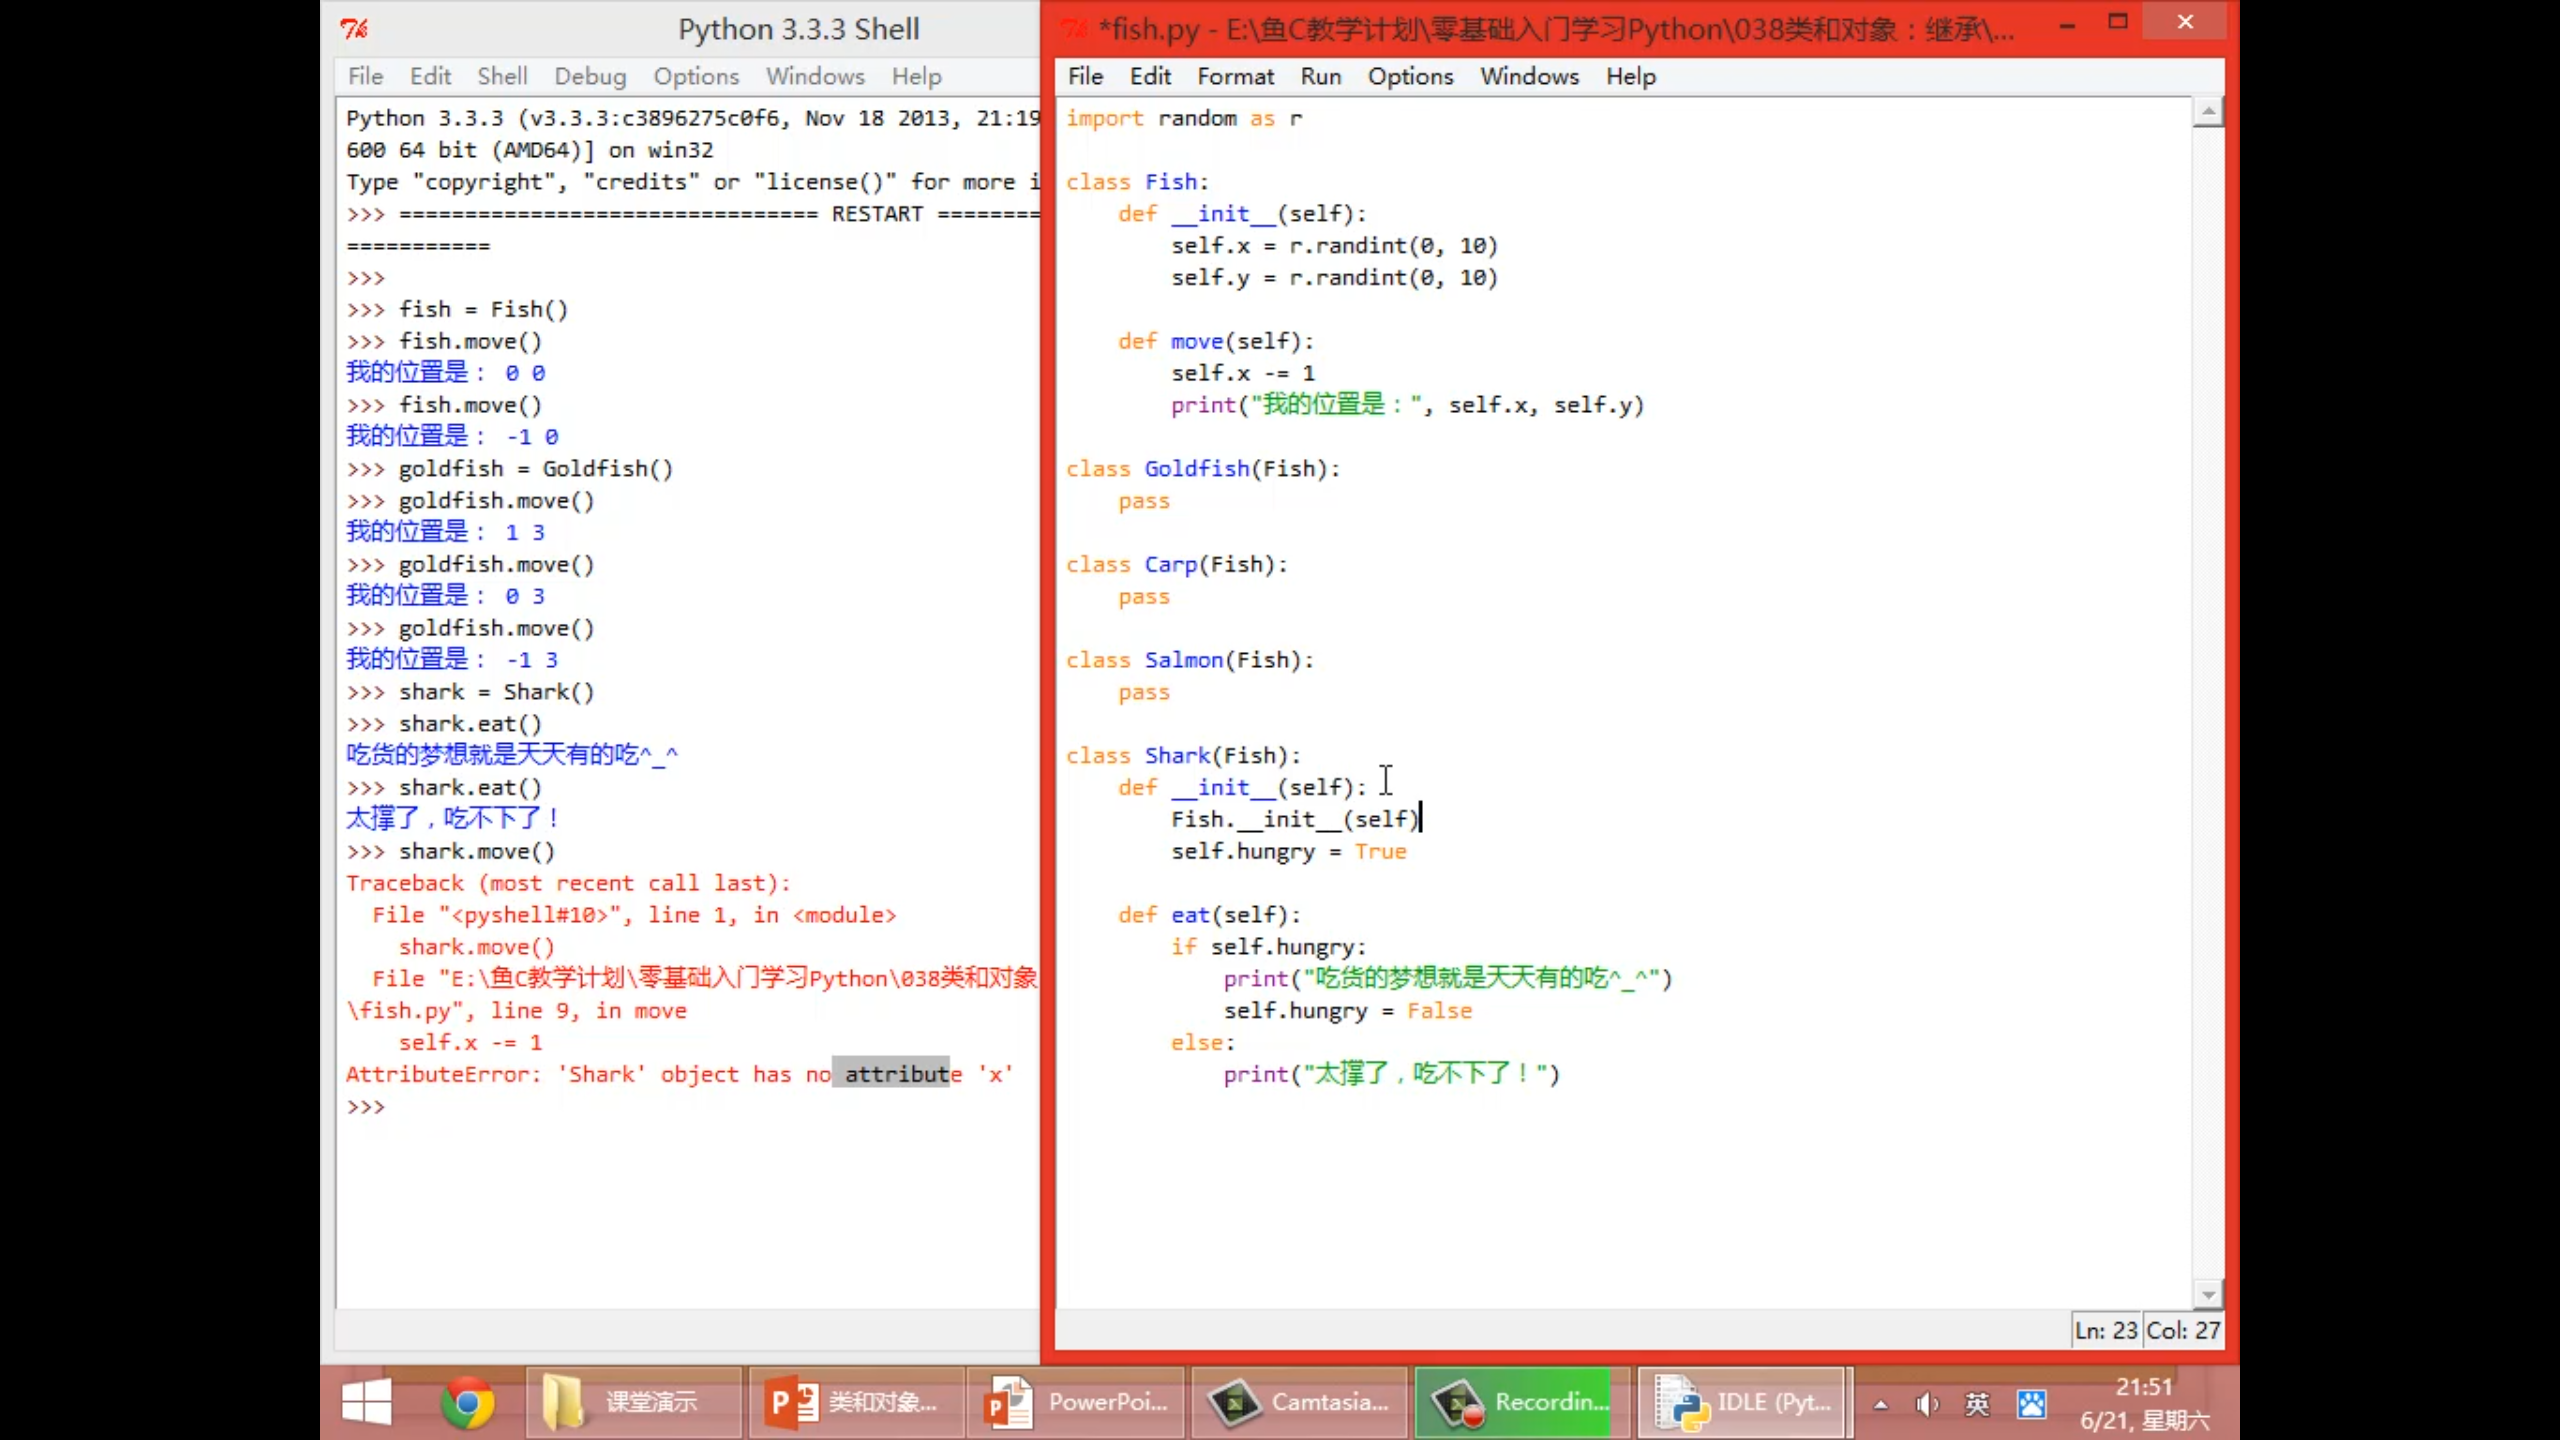 Python 3.3.3 Shell
File Edit Shell Debug Options Windows Help
Python 3.3.3 (v3.3.3:c3896275c0f6, Nov 18 2013, 21:19
600 64 bit (AMD64)] on win32
Type "copyright", "credits" or "license()" for more i
>>> ================================ RESTART ========
===========
>>>
>>> fish = Fish()
>>> fish.move()
我的位置是： 0 0
>>> fish.move()
我的位置是： -1 0
>>> goldfish = Goldfish()
>>> goldfish.move()
我的位置是： 1 3
>>> goldfish.move()
我的位置是： 0 3
>>> goldfish.move()
我的位置是： -1 3
>>> shark = Shark()
>>> shark.eat()
吃货的梦想就是天天有的吃^_^
>>> shark.eat()
太撑了，吃不下了！
>>> shark.move()
Traceback (most recent call last):
  File "<pyshell#10>", line 1, in <module>
    shark.move()
  File "E:\鱼C教学计划\零基础入门学习Python\038类和对象
\fish.py", line 9, in move
    self.x -= 1
AttributeError: 'Shark' object has no attribute 'x'
>>>
*fish.py - E:\鱼C教学计划\零基础入门学习Python\038类和对象：继承\...
File Edit Format Run Options Windows Help
import random as r
class Fish:
    def __init__(self):
        self.x = r.randint(0, 10)
        self.y = r.randint(0, 10)
    def move(self):
        self.x -= 1
        print("我的位置是：", self.x, self.y)
class Goldfish(Fish):
    pass
class Carp(Fish):
    pass
class Salmon(Fish):
    pass
class Shark(Fish):
    def __init__(self):
        Fish.__init__(self)
        self.hungry = True
    def eat(self):
        if self.hungry:
            print("吃货的梦想就是天天有的吃^_^")
            self.hungry = False
        else:
            print("太撑了，吃不下了！")
Ln: 23 Col: 27
课堂演示 类和对象... PowerPoi... Camtasia... Recordin... IDLE (Pyt... 英 21:51
6/21, 星期六